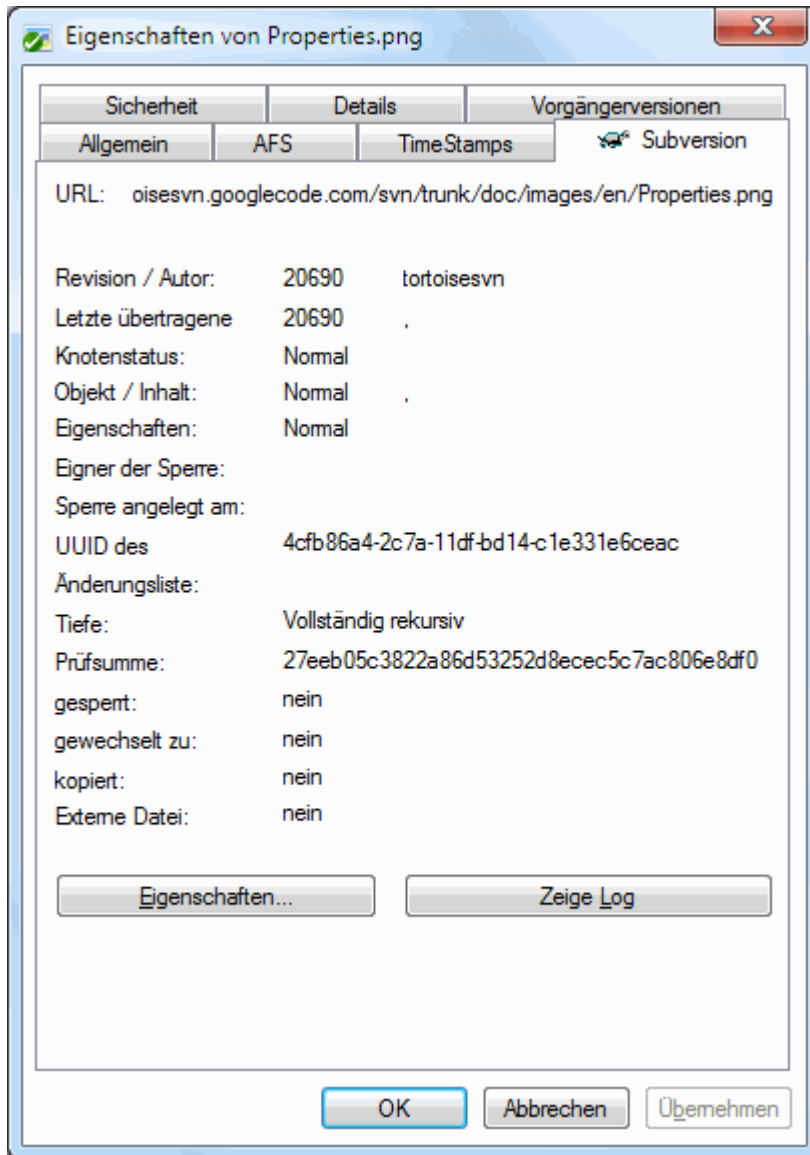 Eigenschaften von Properties.png
Sicherheit Details Vorgängerversionen
Allgemein AFS TimeStamps Subversion
URL: oisesvn.googlecode.com/svn/trunk/doc/images/en/Properties.png
Revision / Autor: 20690 tortoisesvn
Letzte übertragene 20690 ,
Knotenstatus: Normal
Objekt / Inhalt: Normal ,
Eigenschaften: Normal
Eigner der Sperre:
Sperre angelegt am:
UUID des 4cfb86a4-2c7a-11df-bd14-c1e331e6ceac
Änderungsliste:
Tiefe: Vollständig rekursiv
Prüfsumme: 27eeb05c3822a86d53252d8ecec5c7ac806e8df0
gesperrt: nein
gewechselt zu: nein
kopiert: nein
Externe Datei: nein
Eigenschaften... Zeige Log
OK Abbrechen Übernehmen